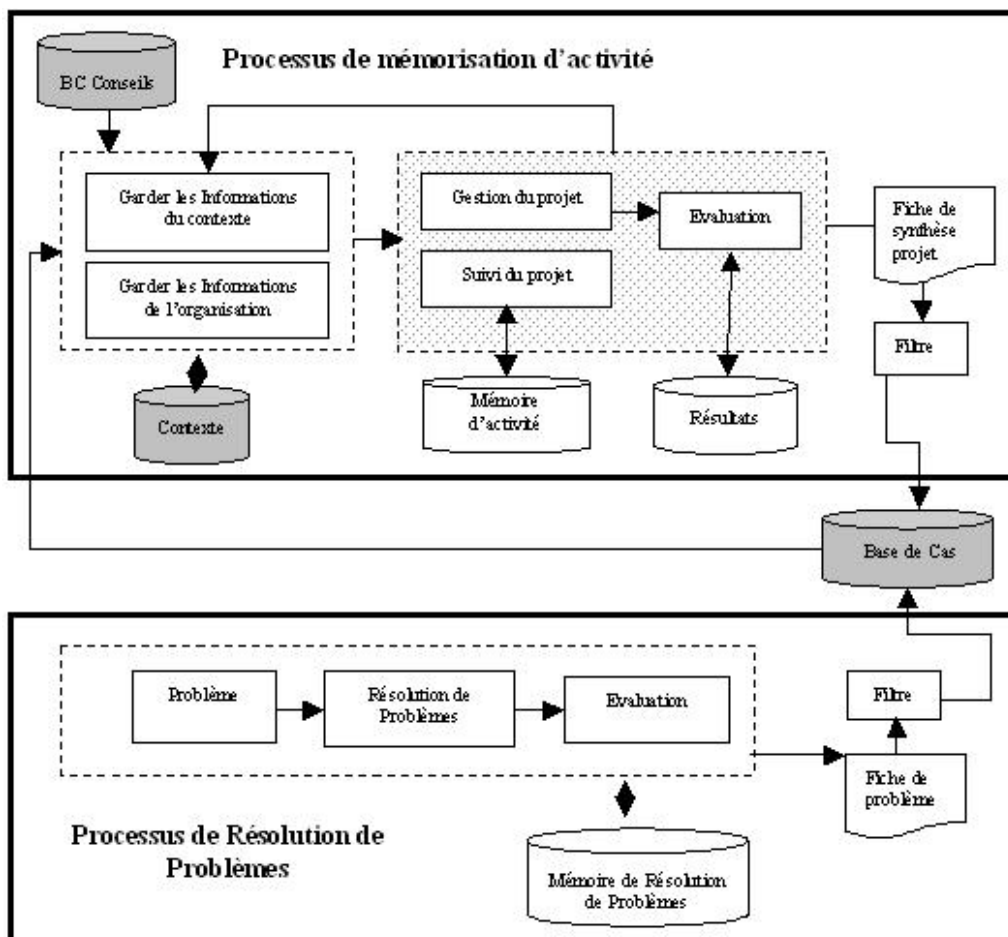 Processus de mémorisation d'activité
BC Conseils
Garder les Informations
du contexte
Garder les Informations
de l'organisation
Contexte
Gestion du projet
Suivi du projet
Evaluation
Mémoire
d'activité
Résultats
Fiche de
synthèse
projet
Filtre
Base de Cas
Problème
Résolution de
Problèmes
Evaluation
Filtre
Fiche de
problème
Processus de Résolution de
Problèmes
Mémoire de Résolution
de Problèmes